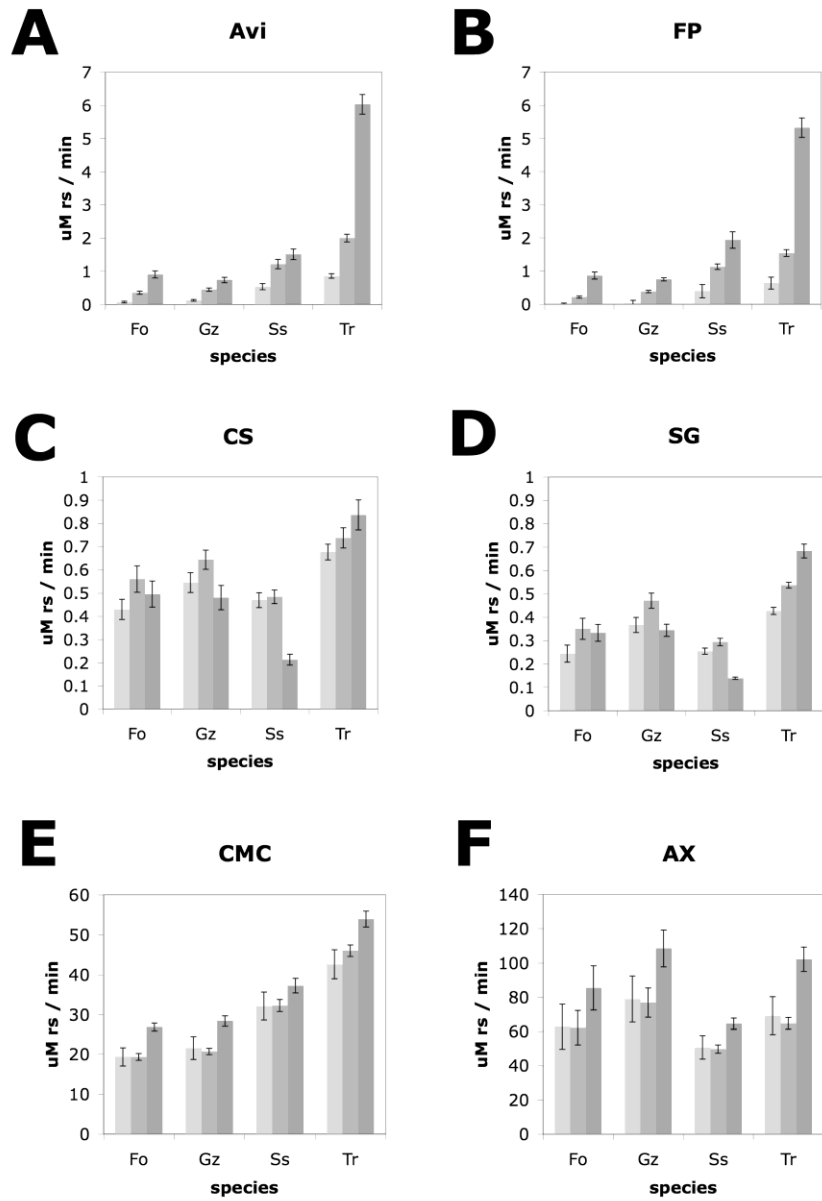 A
Avi
uM rs / min
7
6
5
4
3
2
1
0
Fo Gz Ss Tr
species
B
FP
uM rs / min
7
6
5
4
3
2
1
0
Fo Gz Ss Tr
species
C
CS
uM rs / min
1
0.9
0.8
0.7
0.6
0.5
0.4
0.3
0.2
0.1
0
Fo Gz Ss Tr
species
D
SG
uM rs / min
1
0.9
0.8
0.7
0.6
0.5
0.4
0.3
0.2
0.1
0
Fo Gz Ss Tr
species
E
CMC
uM rs / min
60
50
40
30
20
10
0
Fo Gz Ss Tr
species
F
AX
uM rs / min
140
120
100
80
60
40
20
0
Fo Gz Ss Tr
species